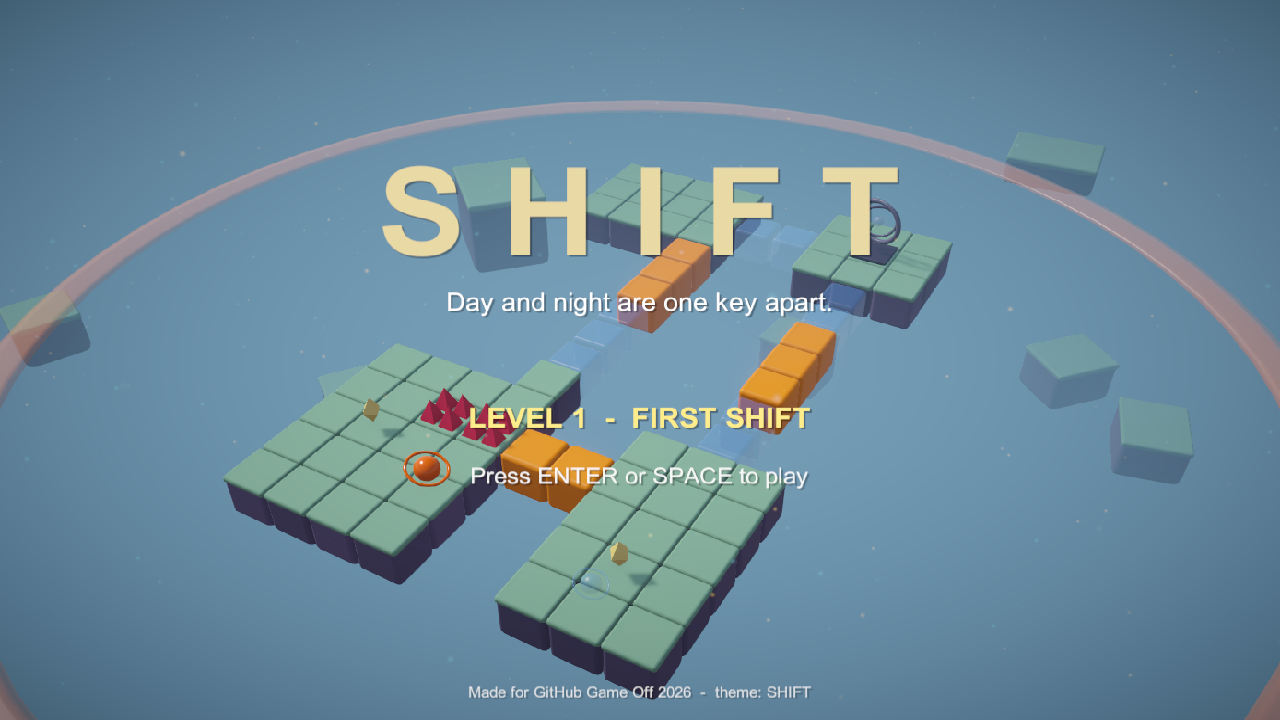 SHIFT
Day and night are one key apart.
LEVEL 1 - FIRST SHIFT
Press ENTER or SPACE to play
Made for GitHub Game Off 2026 - theme: SHIFT